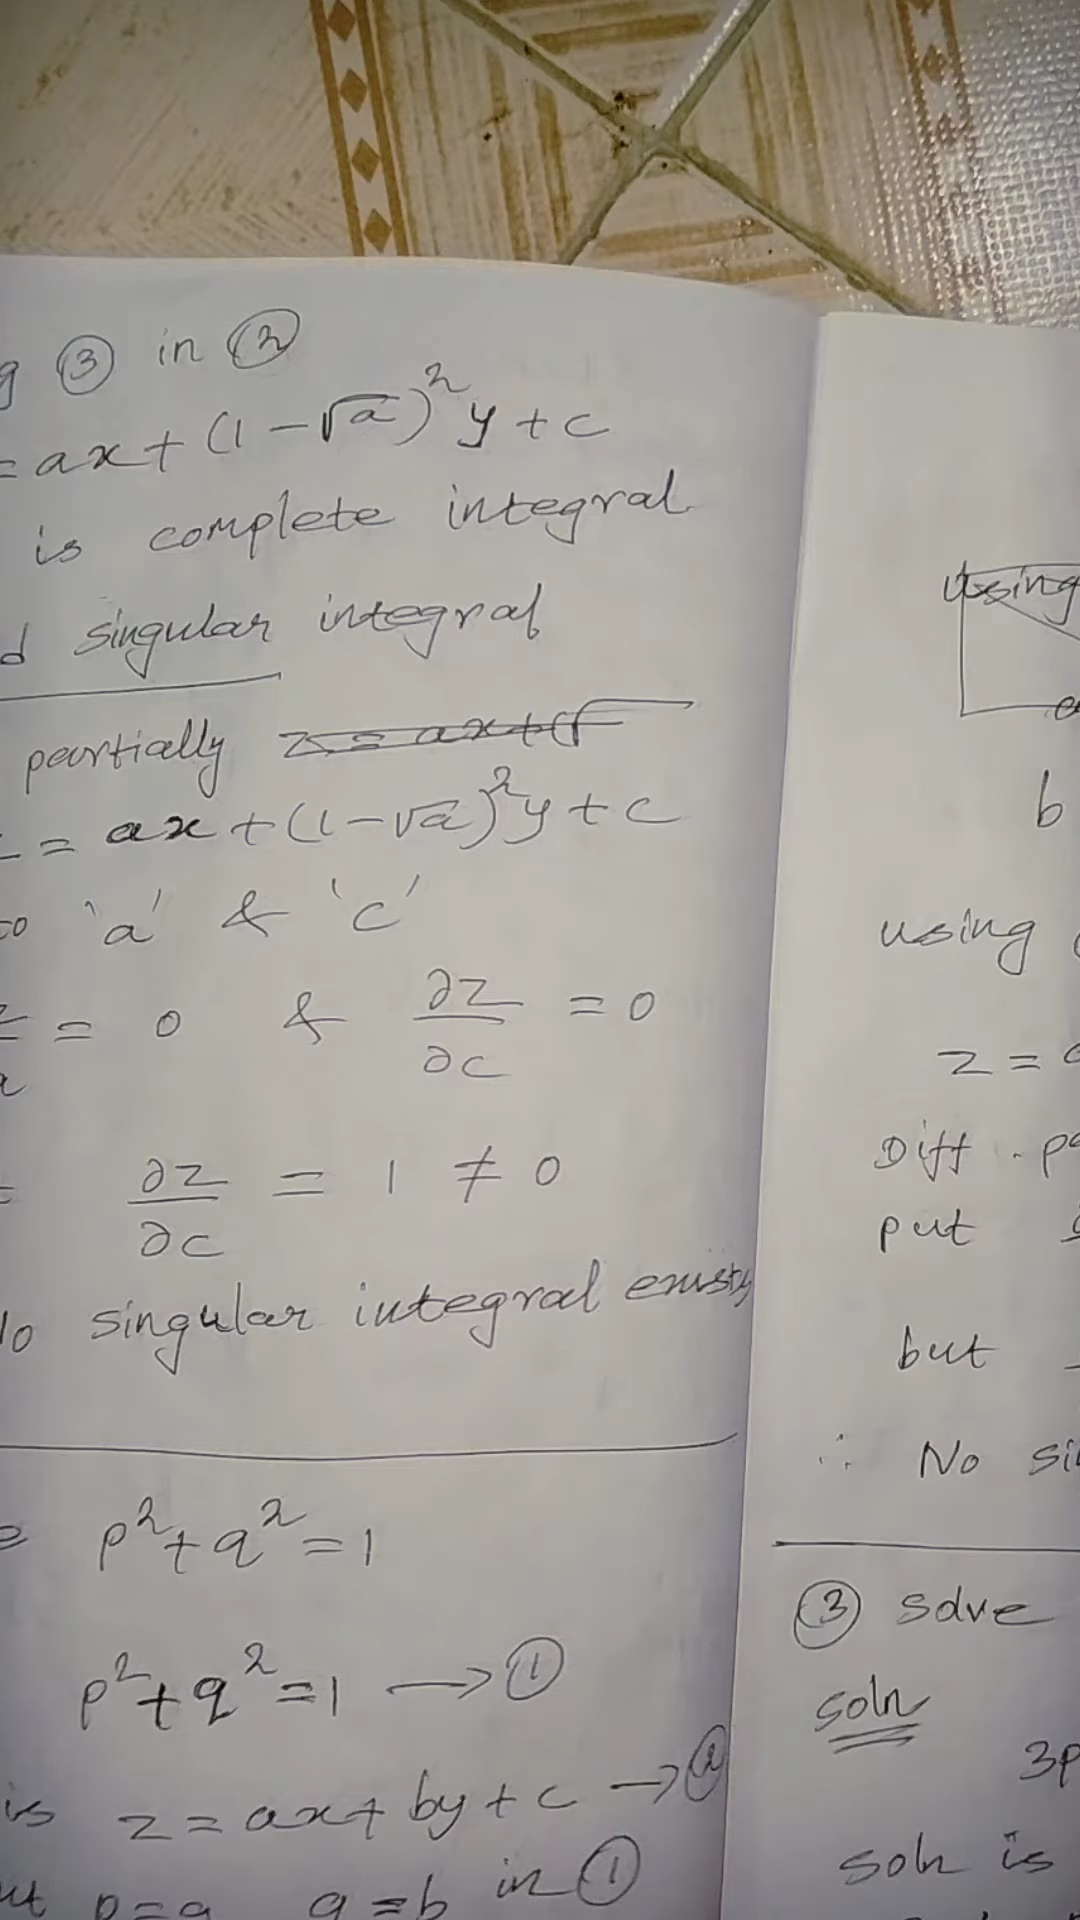 ③ in ②
= ax + (1 - √a)² y + c
is complete integral
singular integral
partially
= ax + (1 - √a)² y + c
'a' & 'c'
= 0 & ∂z/∂c = 0
∂z/∂c = 1 ≠ 0
singular integral exists
p² + q² = 1
p² + q² = 1 → ①
is z = ax + by + c → ②
p = a q = b in ①
using
b
using
z =
Diff.
put
but
∴ No
③ solve
soln
3p
soln is